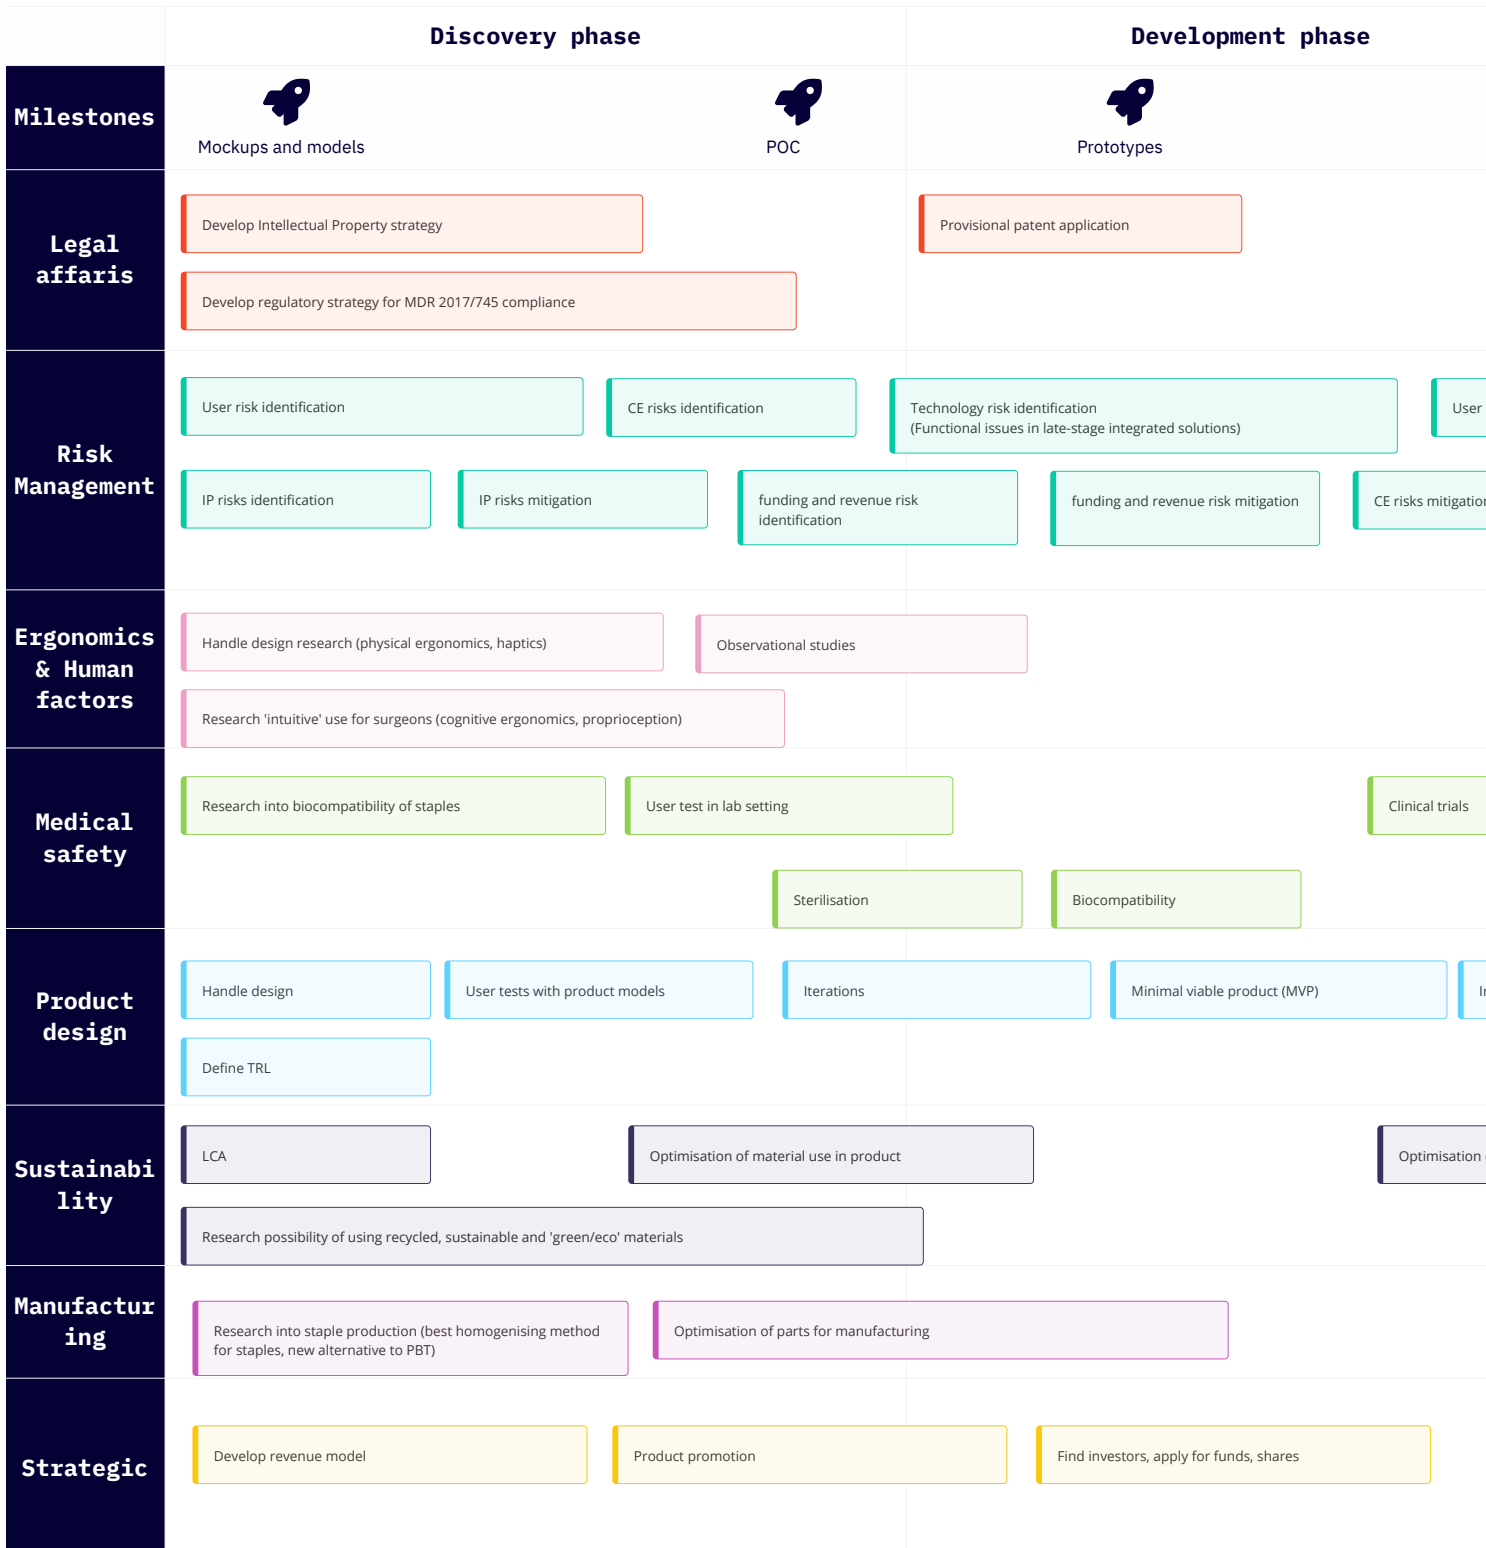 Discovery phase
Development phase
Milestones
Mockups and models
POC
Prototypes
Legal
affaris
Develop Intellectual Property strategy
Provisional patent application
Develop regulatory strategy for MDR 2017/745 compliance
Risk
Management
User risk identification
CE risks identification
Technology risk identification
(Functional issues in late-stage integrated solutions)
User
IP risks identification
IP risks mitigation
funding and revenue risk
identification
funding and revenue risk mitigation
CE risks mitigation
Ergonomics
& Human
factors
Handle design research (physical ergonomics, haptics)
Observational studies
Research 'intuitive' use for surgeons (cognitive ergonomics, proprioception)
Medical
safety
Research into biocompatibility of staples
User test in lab setting
Clinical trials
Sterilisation
Biocompatibility
Product
design
Handle design
User tests with product models
Iterations
Minimal viable product (MVP)
Define TRL
Sustainabi
lity
LCA
Optimisation of material use in product
Optimisation
Research possibility of using recycled, sustainable and 'green/eco' materials
Manufactur
ing
Research into staple production (best homogenising method
for staples, new alternative to PBT)
Optimisation of parts for manufacturing
Strategic
Develop revenue model
Product promotion
Find investors, apply for funds, shares